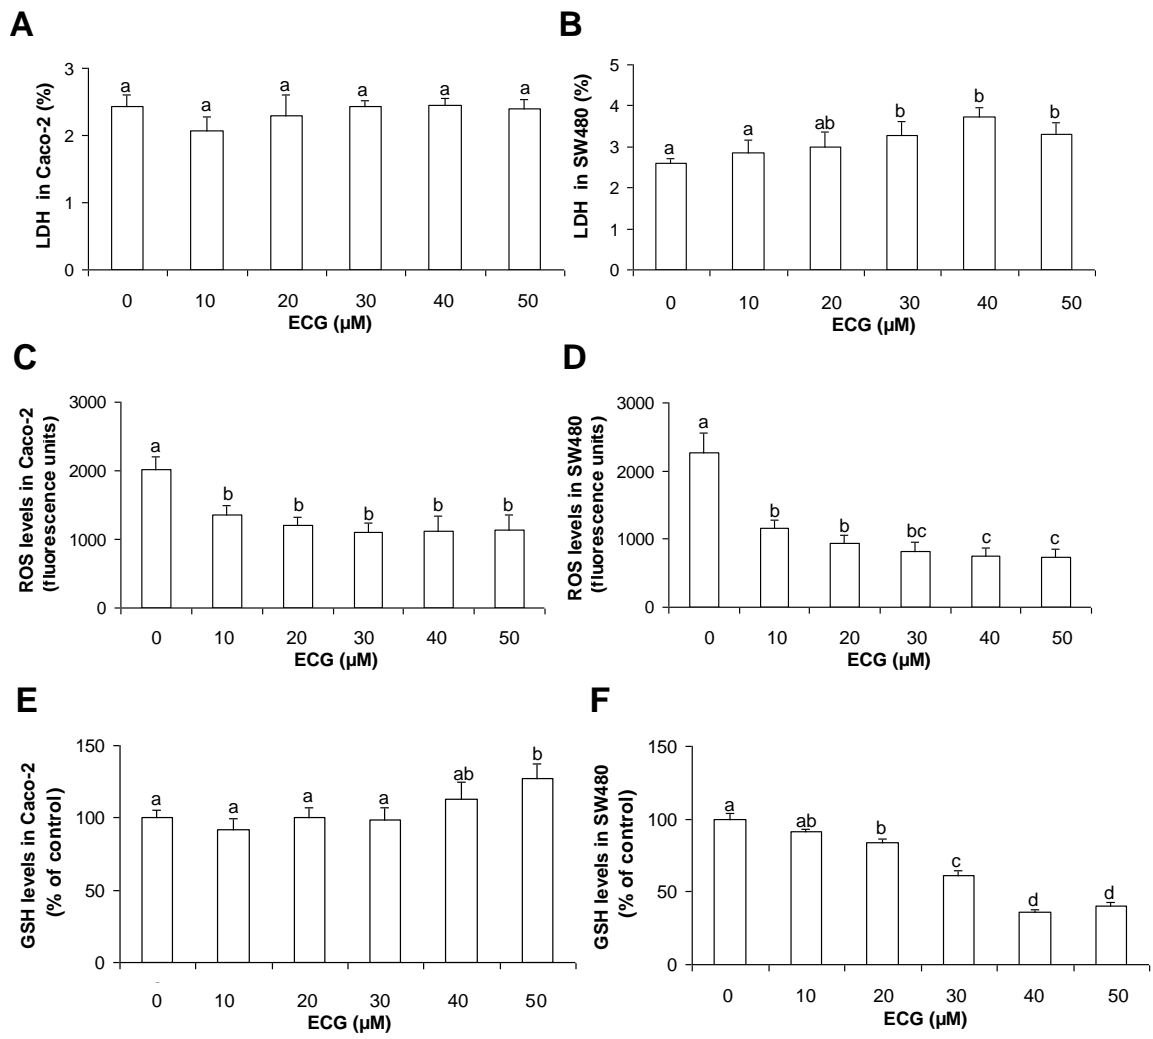 A
B
LDH in Caco-2 (%)
3
2
1
0
a
a
a
a
a
a
0 10 20 30 40 50
ECG (µM)
LDH in SW480 (%)
5
4
3
2
1
0
a
a
ab
b
b
b
0 10 20 30 40 50
ECG (µM)
C
D
ROS levels in Caco-2
(fluorescence units)
3000
2000
1000
0
a
b
b
b
b
b
0 10 20 30 40 50
ECG (µM)
ROS levels in SW480
(fluorescence units)
3000
2000
1000
0
a
b
b
bc
c
c
0 10 20 30 40 50
ECG (µM)
E
F
GSH levels in Caco-2
(% of control)
150
100
50
0
a
a
a
a
ab
b
0 10 20 30 40 50
ECG (µM)
GSH levels in SW480
(% of control)
150
100
50
0
a
ab
b
c
d
d
0 10 20 30 40 50
ECG (µM)